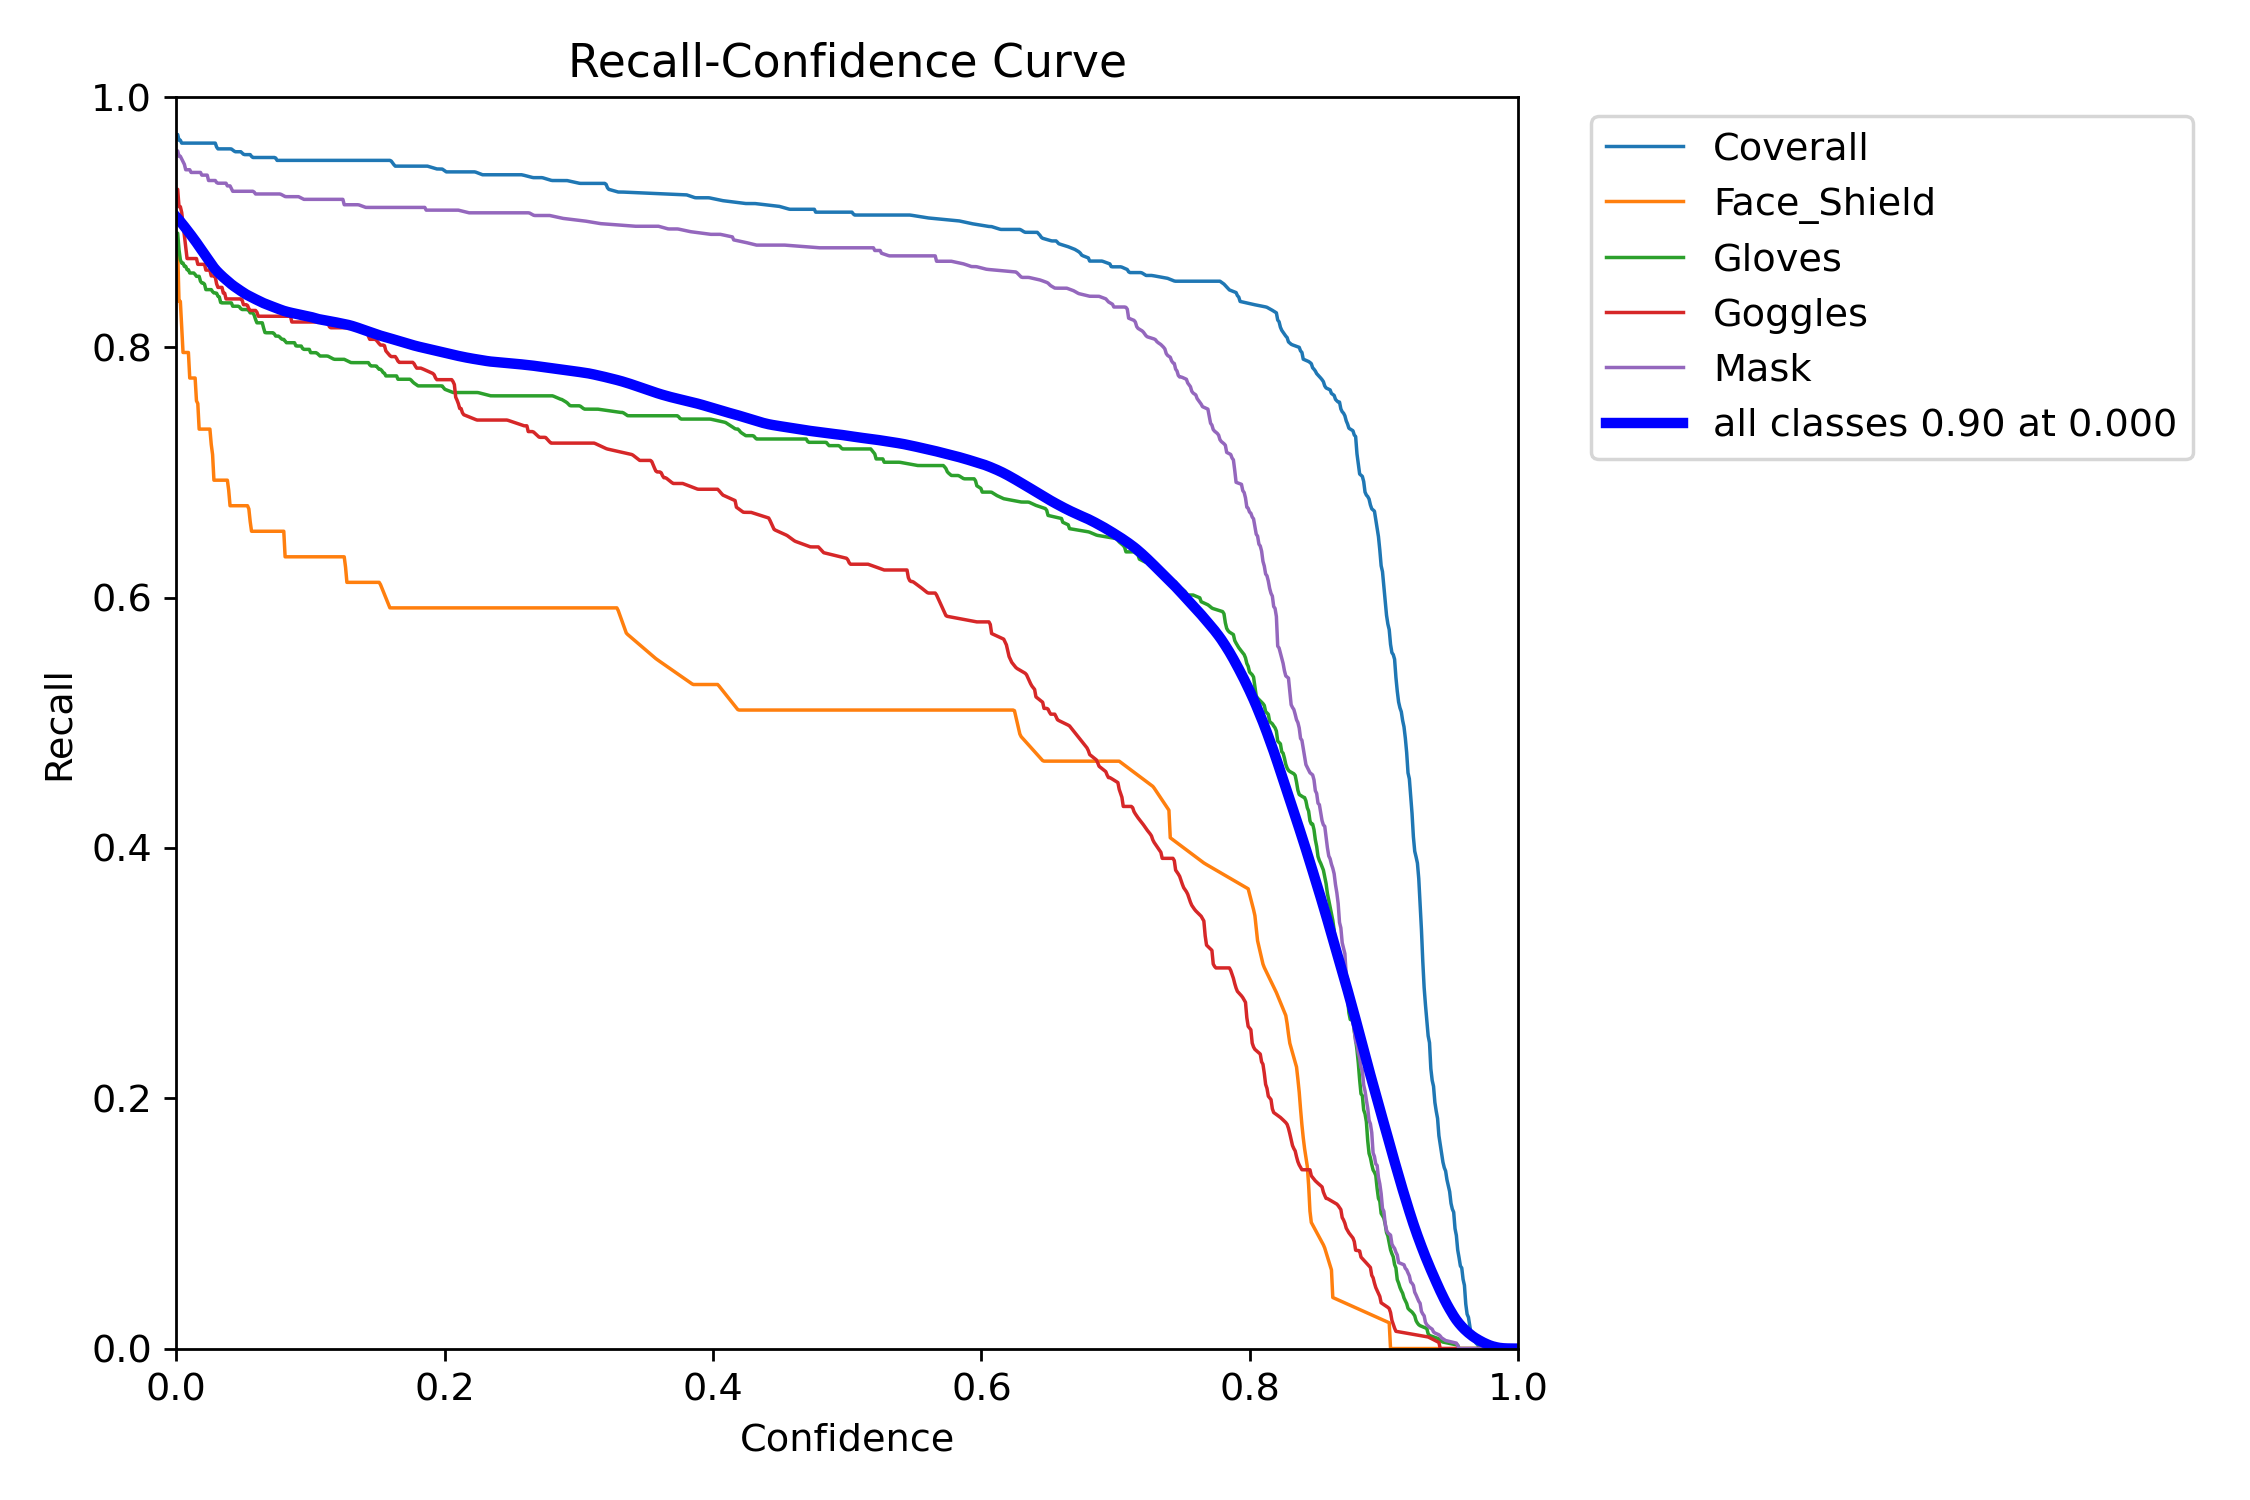 Recall-Confidence Curve
1.0
0.8
0.6
0.4
0.2
0.0
Recall
0.0 0.2 0.4 0.6 0.8 1.0
Confidence
Coverall
Face_Shield
Gloves
Goggles
Mask
all classes 0.90 at 0.000